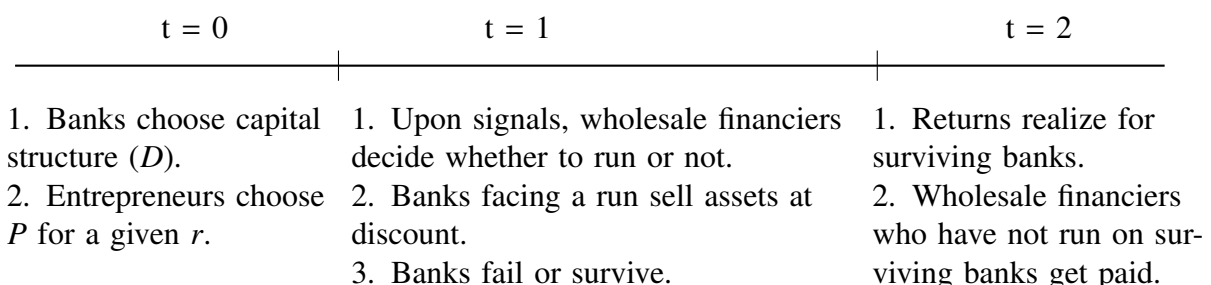 t = 0
t = 1
t = 2
1. Banks choose capital
structure (D).
2. Entrepreneurs choose
P for a given r.
1. Upon signals, wholesale financiers
decide whether to run or not.
2. Banks facing a run sell assets at
discount.
3. Banks fail or survive.
1. Returns realize for
surviving banks.
2. Wholesale financiers
who have not run on sur-
viving banks get paid.